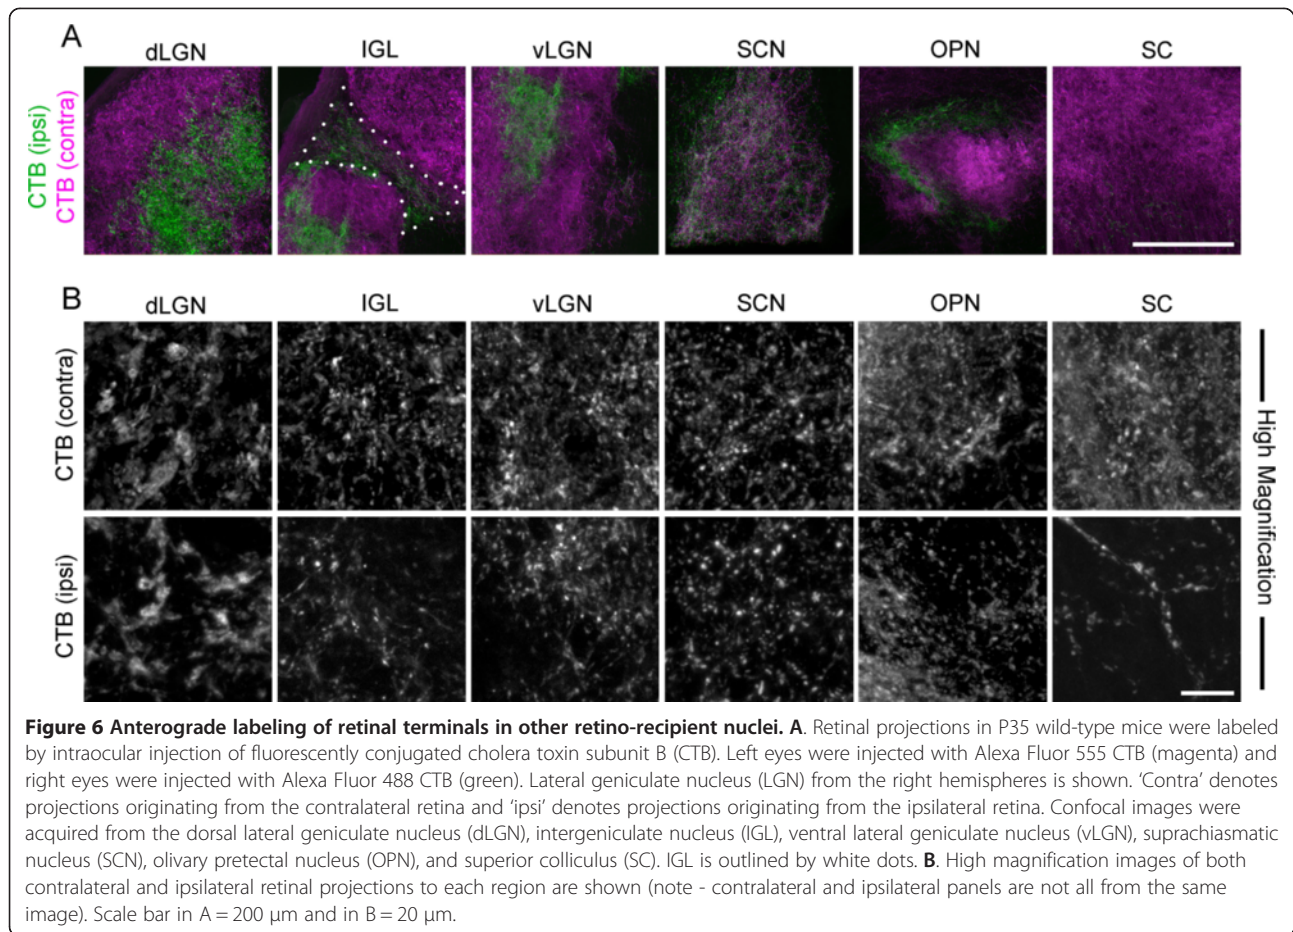 A
dLGN IGL vLGN SCN OPN SC
CTB (ipsi)
CTB (contra)
B
dLGN IGL vLGN SCN OPN SC
CTB (contra)
CTB (ipsi)
High Magnification
Figure 6 Anterograde labeling of retinal terminals in other retino-recipient nuclei. A. Retinal projections in P35 wild-type mice were labeled
by intraocular injection of fluorescently conjugated cholera toxin subunit B (CTB). Left eyes were injected with Alexa Fluor 555 CTB (magenta) and
right eyes were injected with Alexa Fluor 488 CTB (green). Lateral geniculate nucleus (LGN) from the right hemispheres is shown. ‘Contra’ denotes
projections originating from the contralateral retina and ‘ipsi’ denotes projections originating from the ipsilateral retina. Confocal images were
acquired from the dorsal lateral geniculate nucleus (dLGN), intergeniculate nucleus (IGL), ventral lateral geniculate nucleus (vLGN), suprachiasmatic
nucleus (SCN), olivary pretectal nucleus (OPN), and superior colliculus (SC). IGL is outlined by white dots. B. High magnification images of both
contralateral and ipsilateral retinal projections to each region are shown (note - contralateral and ipsilateral panels are not all from the same
image). Scale bar in A = 200 μm and in B = 20 μm.